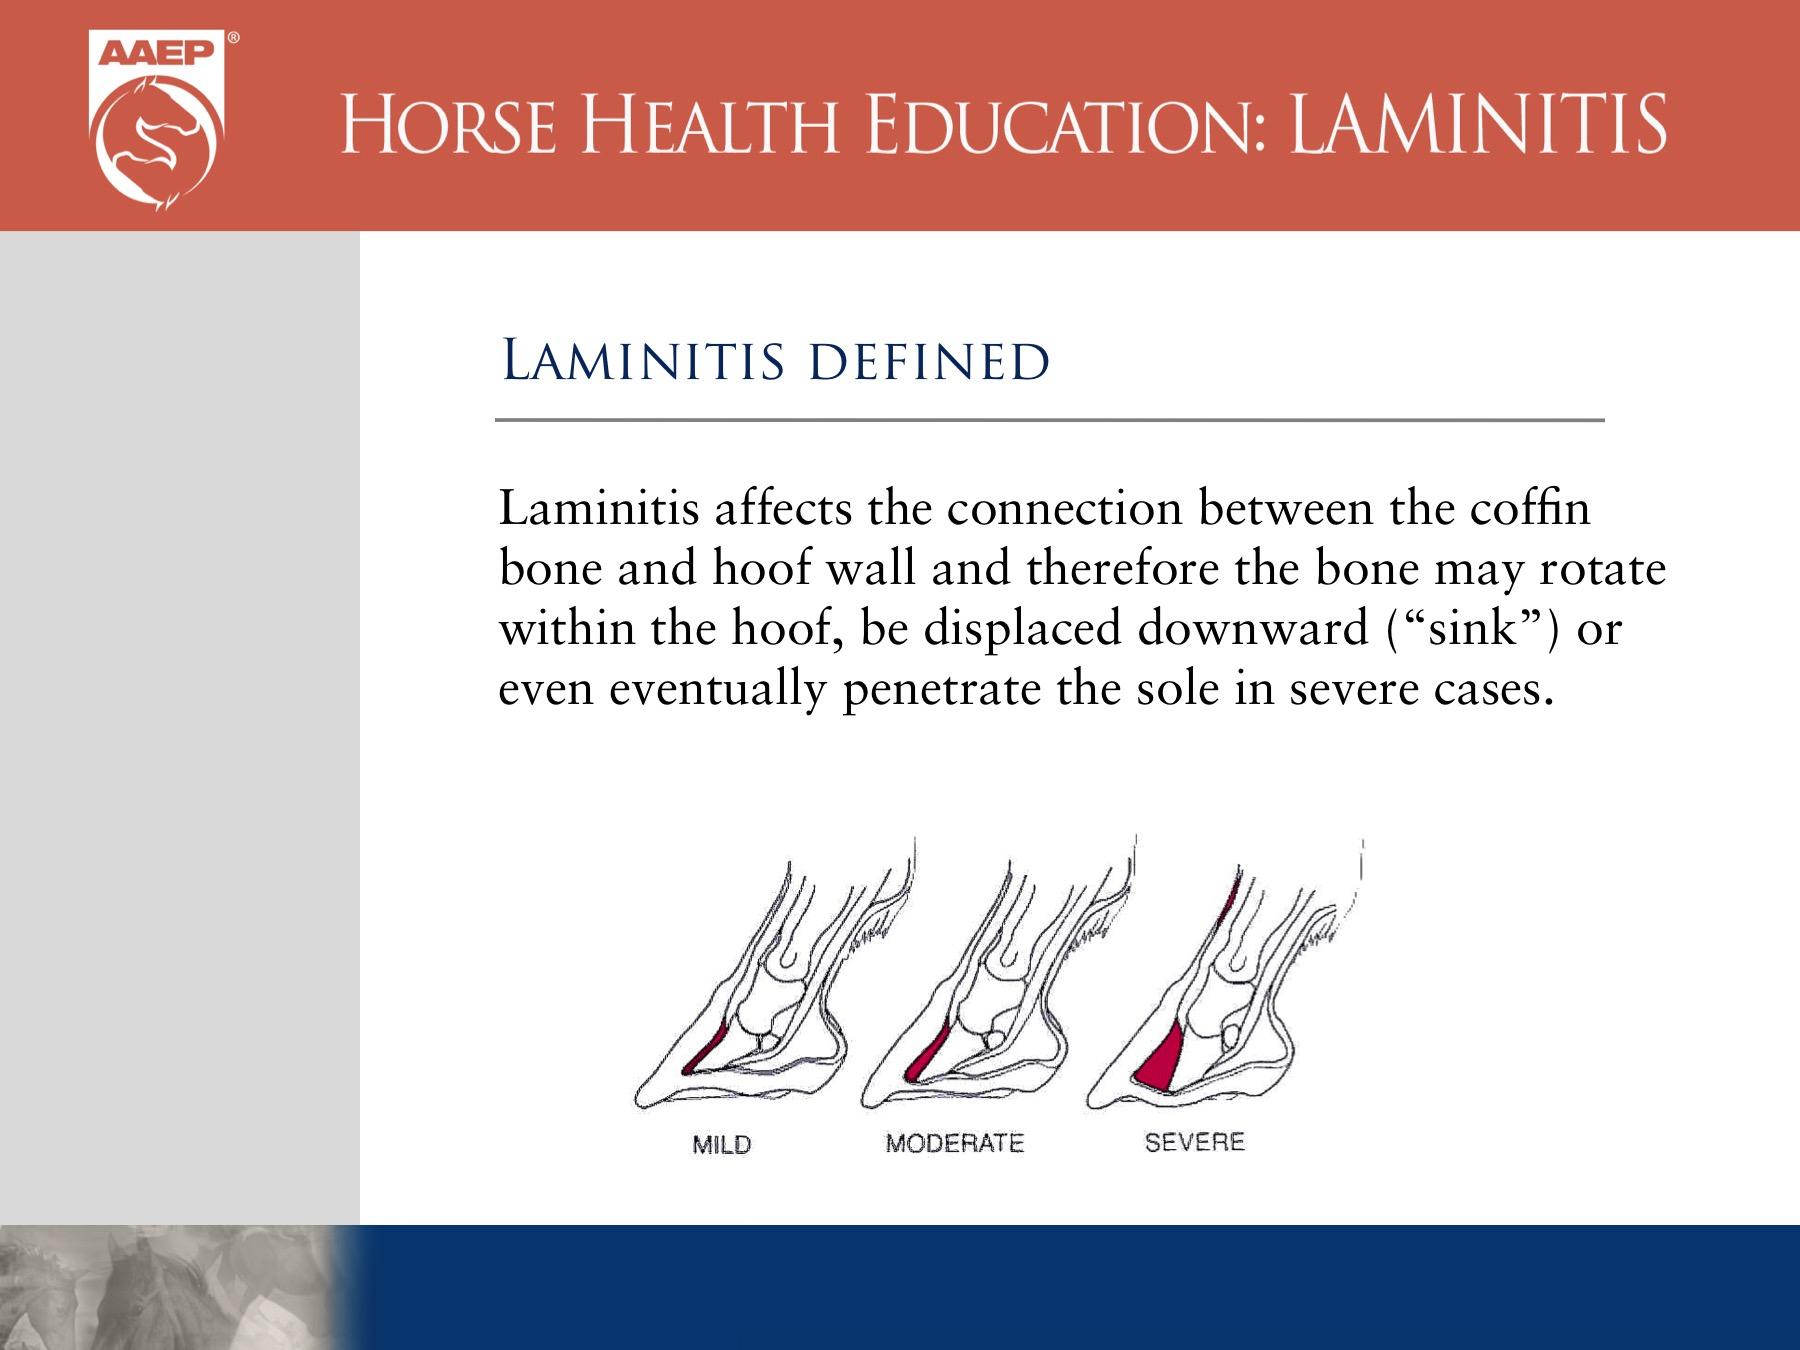 AAEP®
HORSE HEALTH EDUCATION: LAMINITIS
LAMINITIS DEFINED
Laminitis affects the connection between the coffin
bone and hoof wall and therefore the bone may rotate
within the hoof, be displaced downward (“sink”) or
even eventually penetrate the sole in severe cases.
MILD
MODERATE
SEVERE